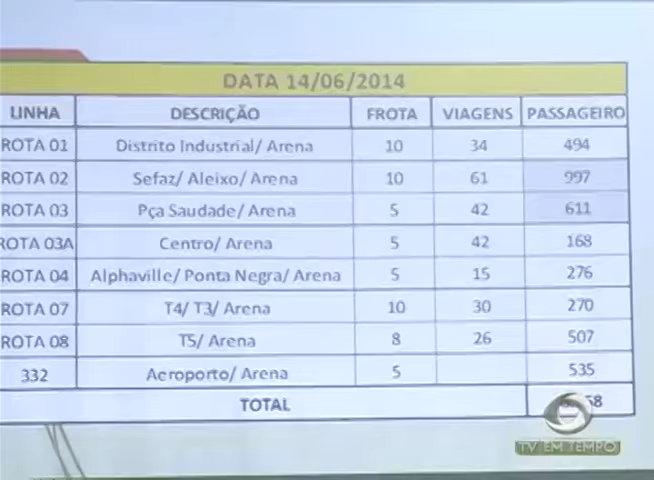 DATA 14/06/2014
LINHA DESCRIÇÃO FROTA VIAGENS PASSAGEIRO
ROTA 01 Distrito Industrial/ Arena 10 34 494
ROTA 02 Sefaz/ Aleixo/ Arena 10 61 997
ROTA 03 Pça Saudade/ Arena 5 42 611
ROTA 03A Centro/ Arena 5 42 168
ROTA 04 Alphaville/ Ponta Negra/ Arena 5 15 276
ROTA 07 T4/ T3/ Arena 10 30 270
ROTA 08 T5/ Arena 8 26 507
332 Aeroporto/ Arena 5 535
TOTAL
TV EM TEMPO